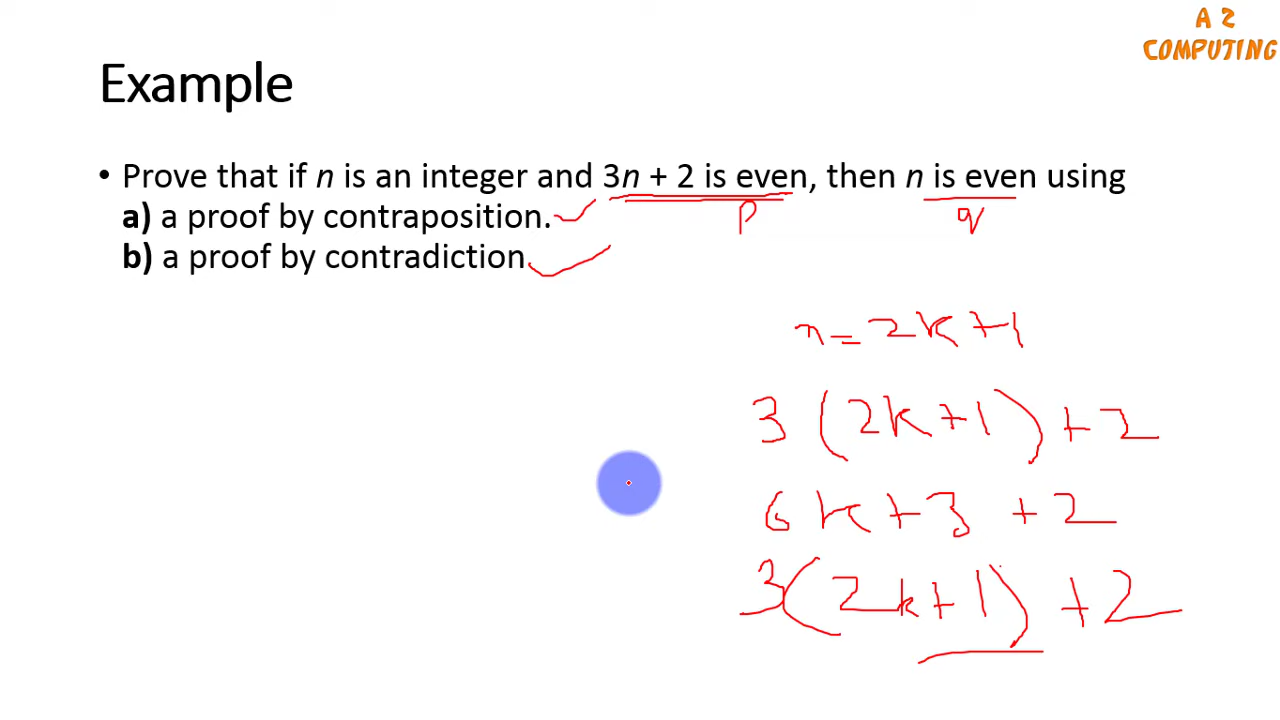 A Z
COMPUTING
Example
• Prove that if n is an integer and 3n + 2 is even, then n is even using
a) a proof by contraposition.
p q
b) a proof by contradiction
n = 2k+1
3 (2k+1) + 2
6k+3 + 2
3(2k+1) + 2